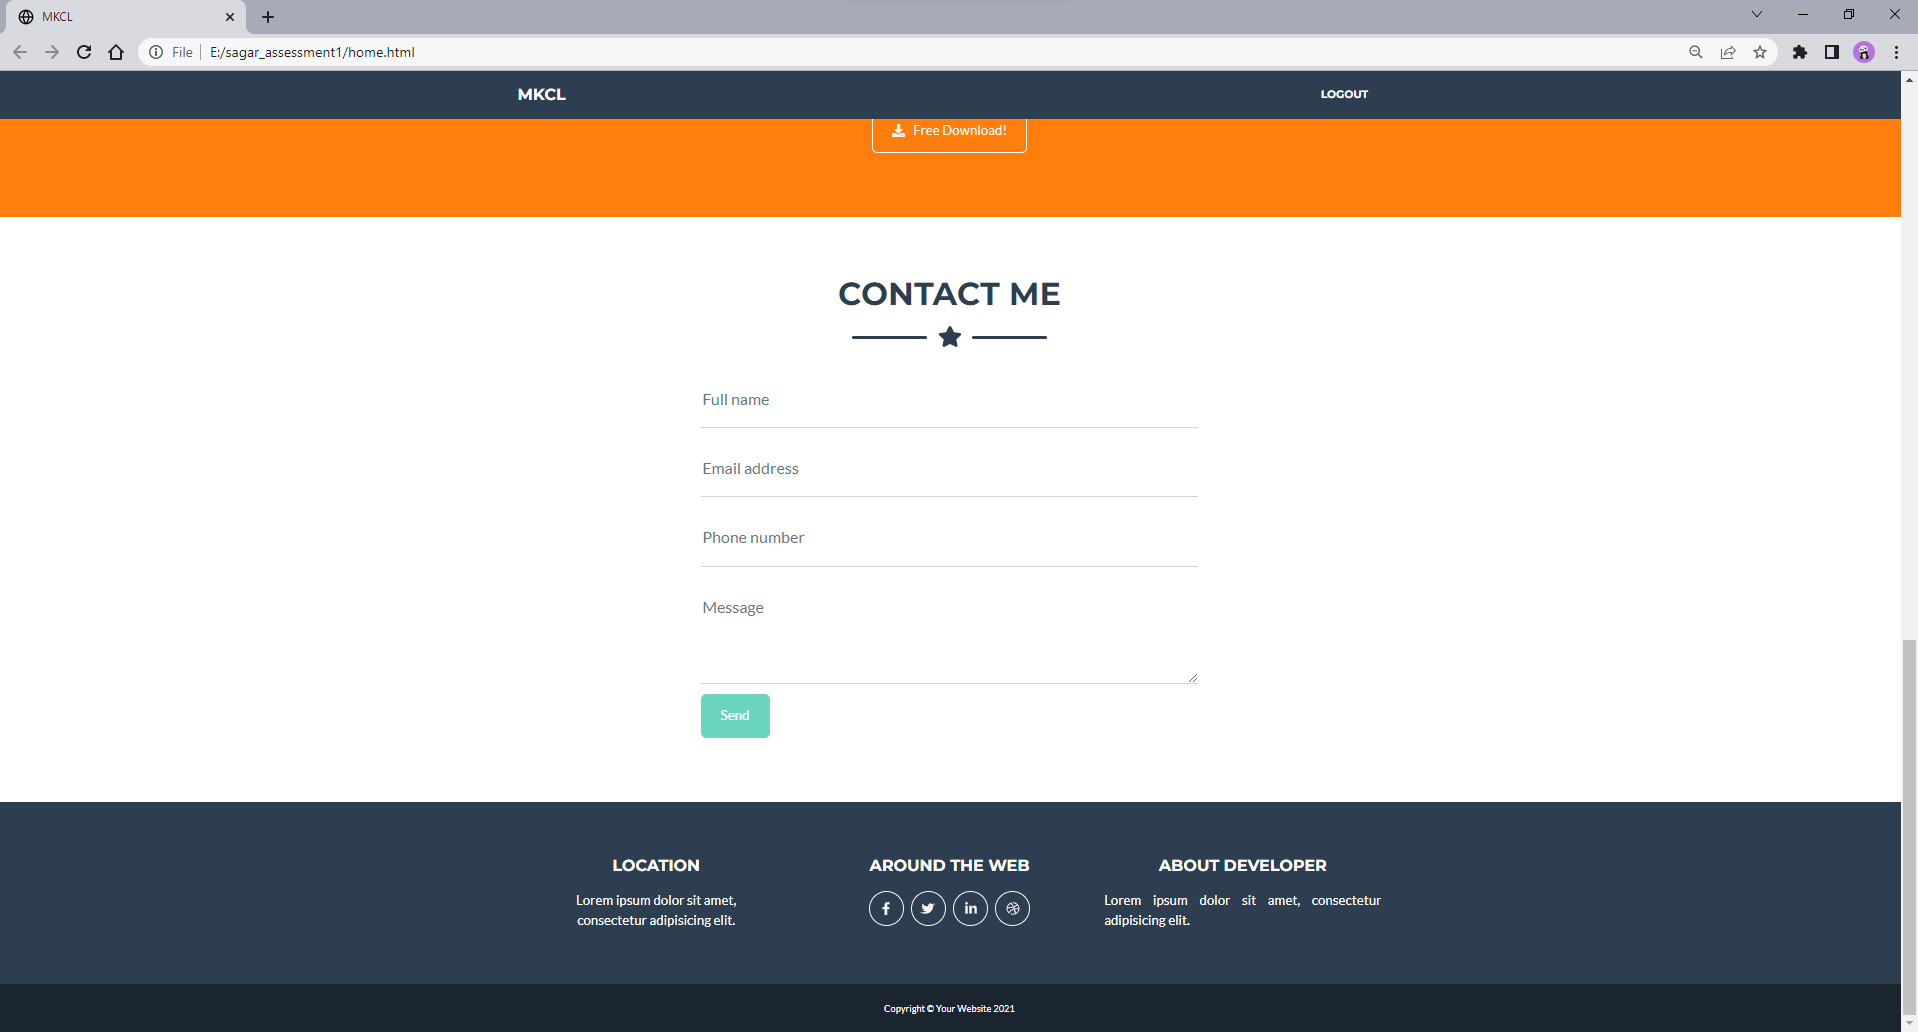 MKCL
File E:/sagar_assessment1/home.html
MKCL LOGOUT
Free Download!
CONTACT ME
Full name
Email address
Phone number
Message
Send
LOCATION
Lorem ipsum dolor sit amet,
consectetur adipisicing elit.
AROUND THE WEB
ABOUT DEVELOPER
Lorem ipsum dolor sit amet, consectetur
adipisicing elit.
Copyright © Your Website 2021